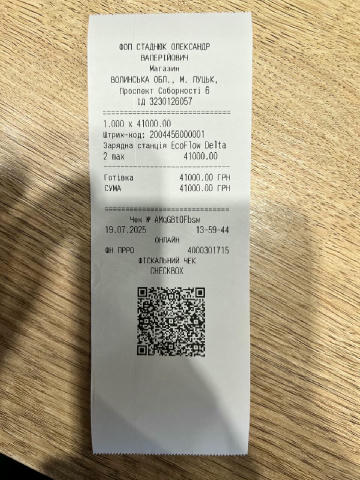 ФОП СТАДНЮК ОЛЕКСАНДР
ВАЛЕРІЙОВИЧ
Магазин
ВОЛИНСЬКА ОБЛ., М. ЛУЦЬК,
Проспект Соборності 6
ІД 3230126057
1.000 x 41000.00
Штрих-код: 2004456000001
Зарядна станція EcoFlow Delta
2 max 41000.00
Готівка 41000.00 ГРН
СУМА 41000.00 ГРН
Чек № AMoG8tQFbsw
19.07.2025 13-59-44
ОНЛАЙН
ФН ПРРО 4000301715
ФІСКАЛЬНИЙ ЧЕК
CHECKBOX